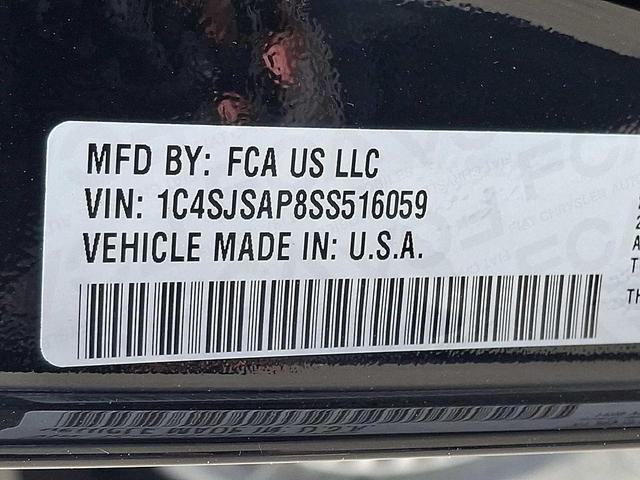 MFD BY: FCA US LLC
VIN: 1C4SJSAP8SS516059
VEHICLE MADE IN: U.S.A.